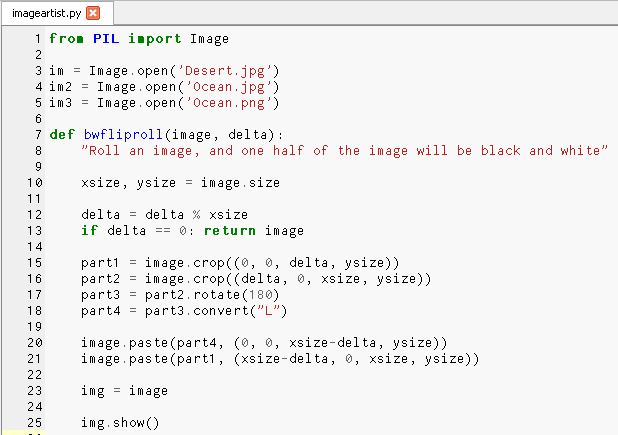 imageartist.py
1 from PIL import Image
2
3 im = Image.open('Desert.jpg')
4 im2 = Image.open('Ocean.jpg')
5 im3 = Image.open('Ocean.png')
6
7 def bwfliproll(image, delta):
8     "Roll an image, and one half of the image will be black and white"
9
10     xsize, ysize = image.size
11
12     delta = delta % xsize
13     if delta == 0: return image
14
15     part1 = image.crop((0, 0, delta, ysize))
16     part2 = image.crop((delta, 0, xsize, ysize))
17     part3 = part2.rotate(180)
18     part4 = part3.convert("L")
19
20     image.paste(part4, (0, 0, xsize-delta, ysize))
21     image.paste(part1, (xsize-delta, 0, xsize, ysize))
22
23     img = image
24
25     img.show()